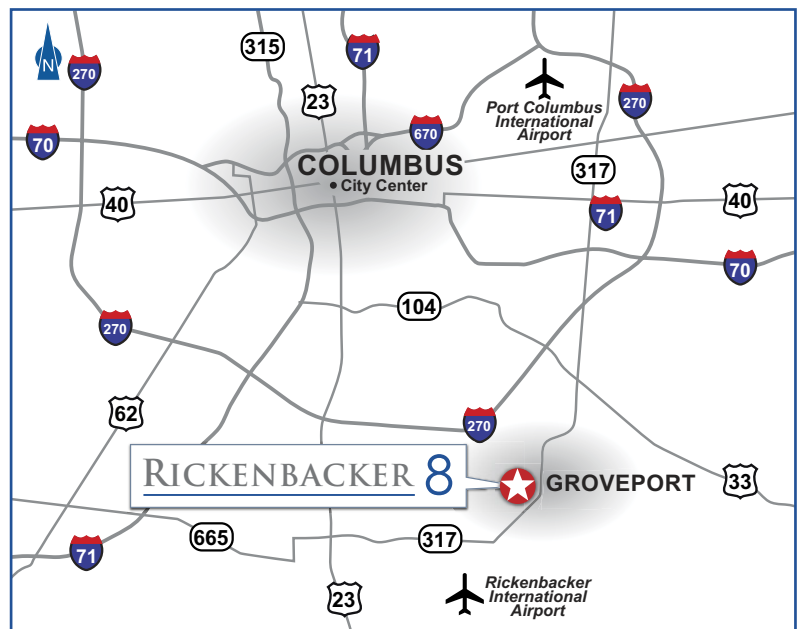 N
270
315
71
23
670
Port Columbus
International
Airport
270
70
COLUMBUS
City Center
317
40
71
40
70
104
270
62
270
RICKENBACKER 8
GROVEPORT
33
665
317
71
23
Rickenbacker
International
Airport